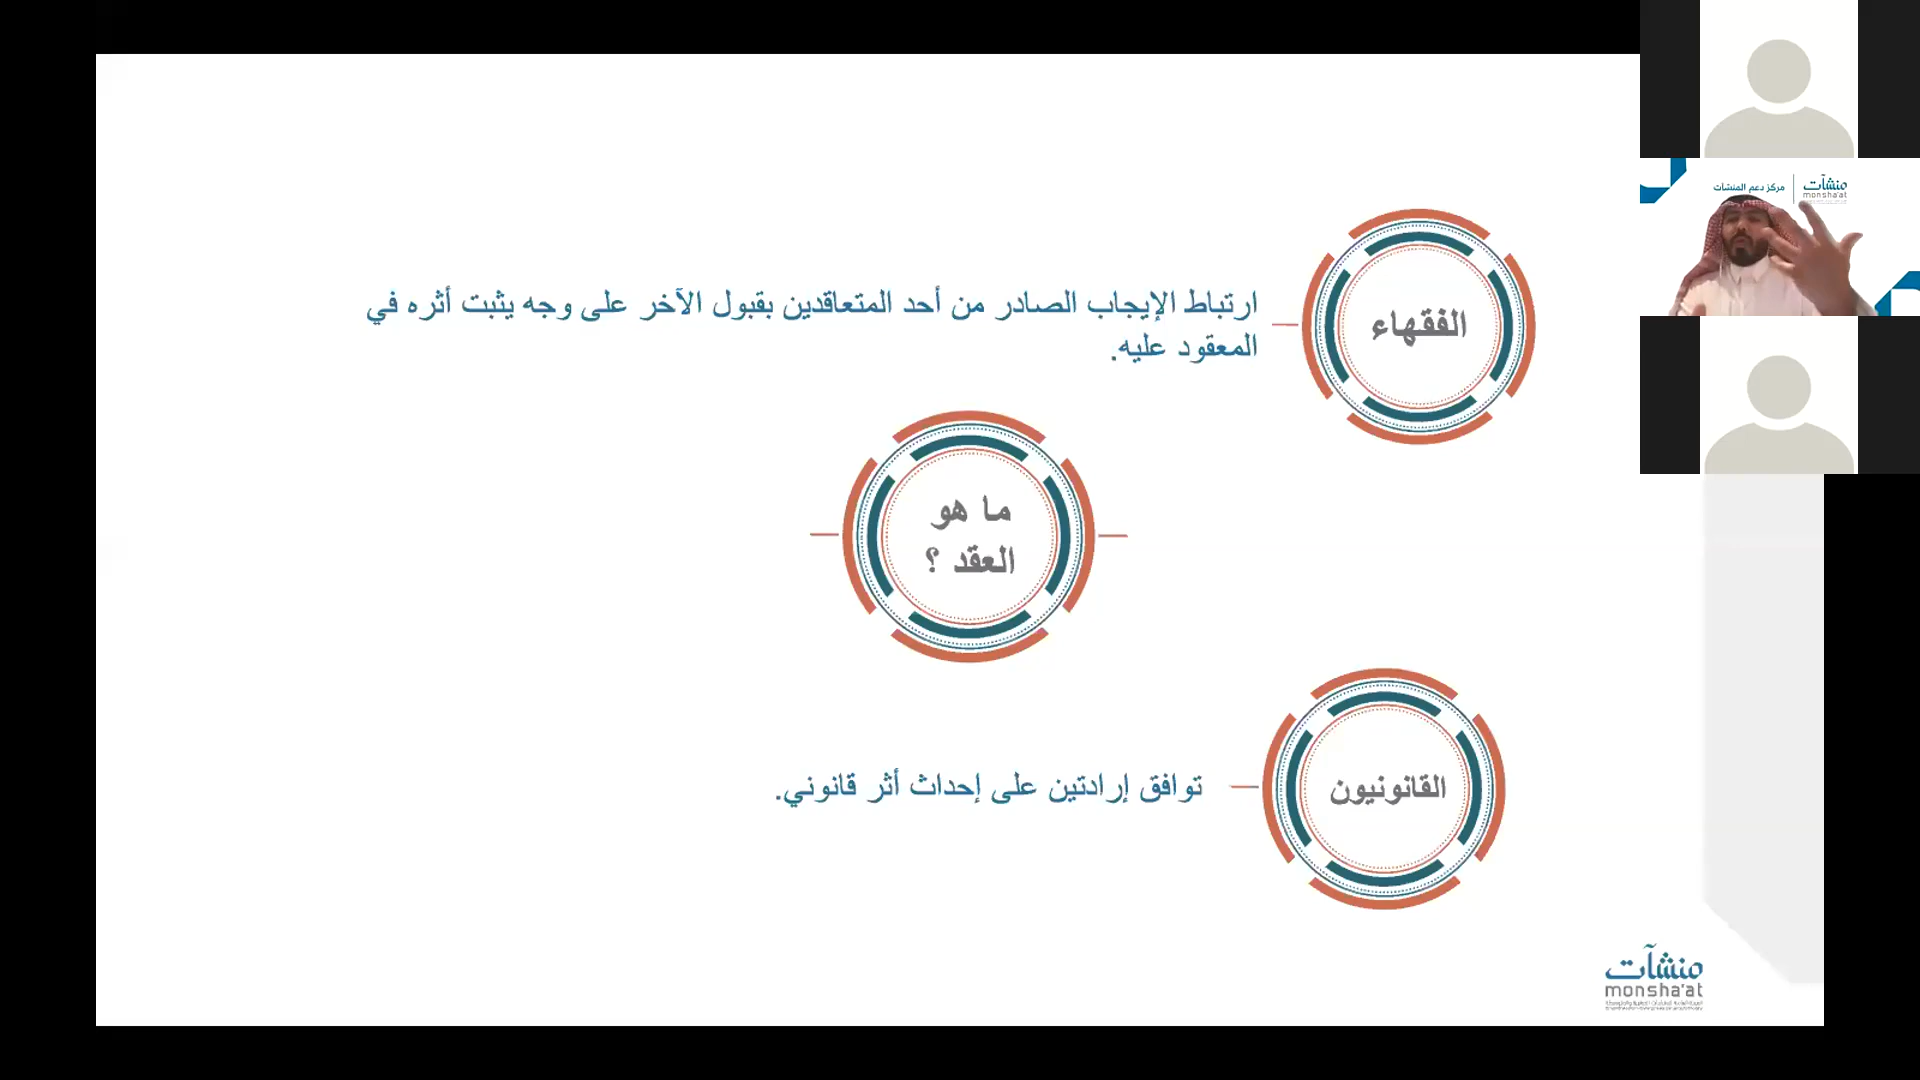 الفقهاء
ارتباط الإيجاب الصادر من أحد المتعاقدين بقبول الآخر على وجه يثبت أثره في
المعقود عليه.
ما هو
العقد ؟
القانونيون
توافق إرادتين على إحداث أثر قانوني.
منشآت
monsha'at
منشآت
monsha'at
مركز دعم المنشآت